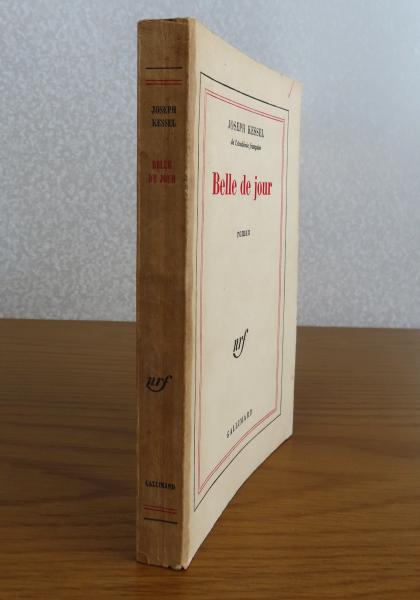 JOSEPH
KESSEL
BELLE
DE JOUR
nrf
GALLIMARD
JOSEPH KESSEL
de l'Académie française
Belle de jour
roman
nrf
GALLIMARD